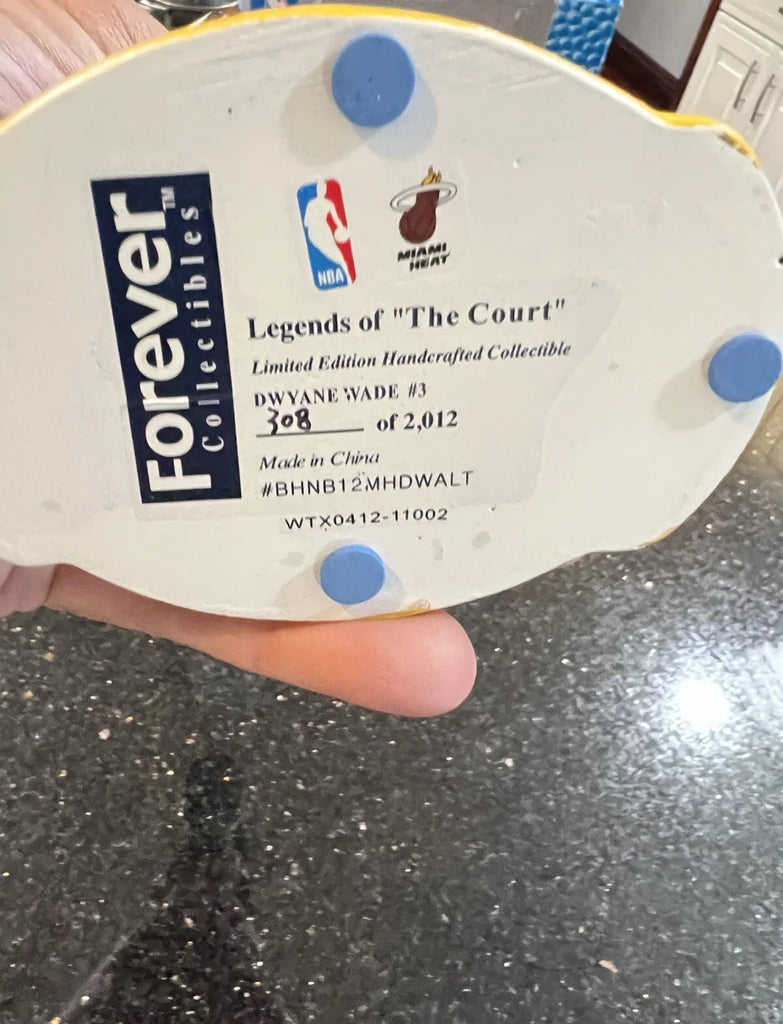 Forever™
Collectibles
NBA
MIAMI
HEAT
Legends of "The Court"
Limited Edition Handcrafted Collectible
DWYANE WADE #3
308 of 2,012
Made in China
#BHNB12MHDWALT
WTX0412-11002